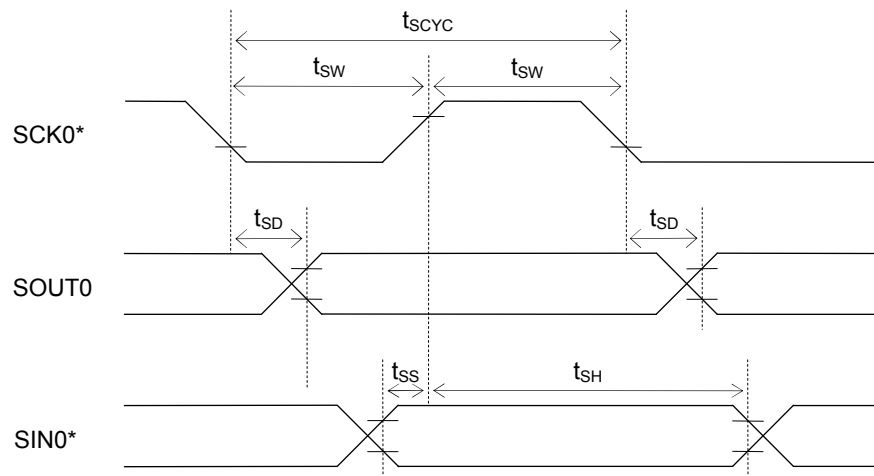 tSCYC
tSW tSW
SCK0*
tSD tSD
SOUT0
tSS tSH
SIN0*